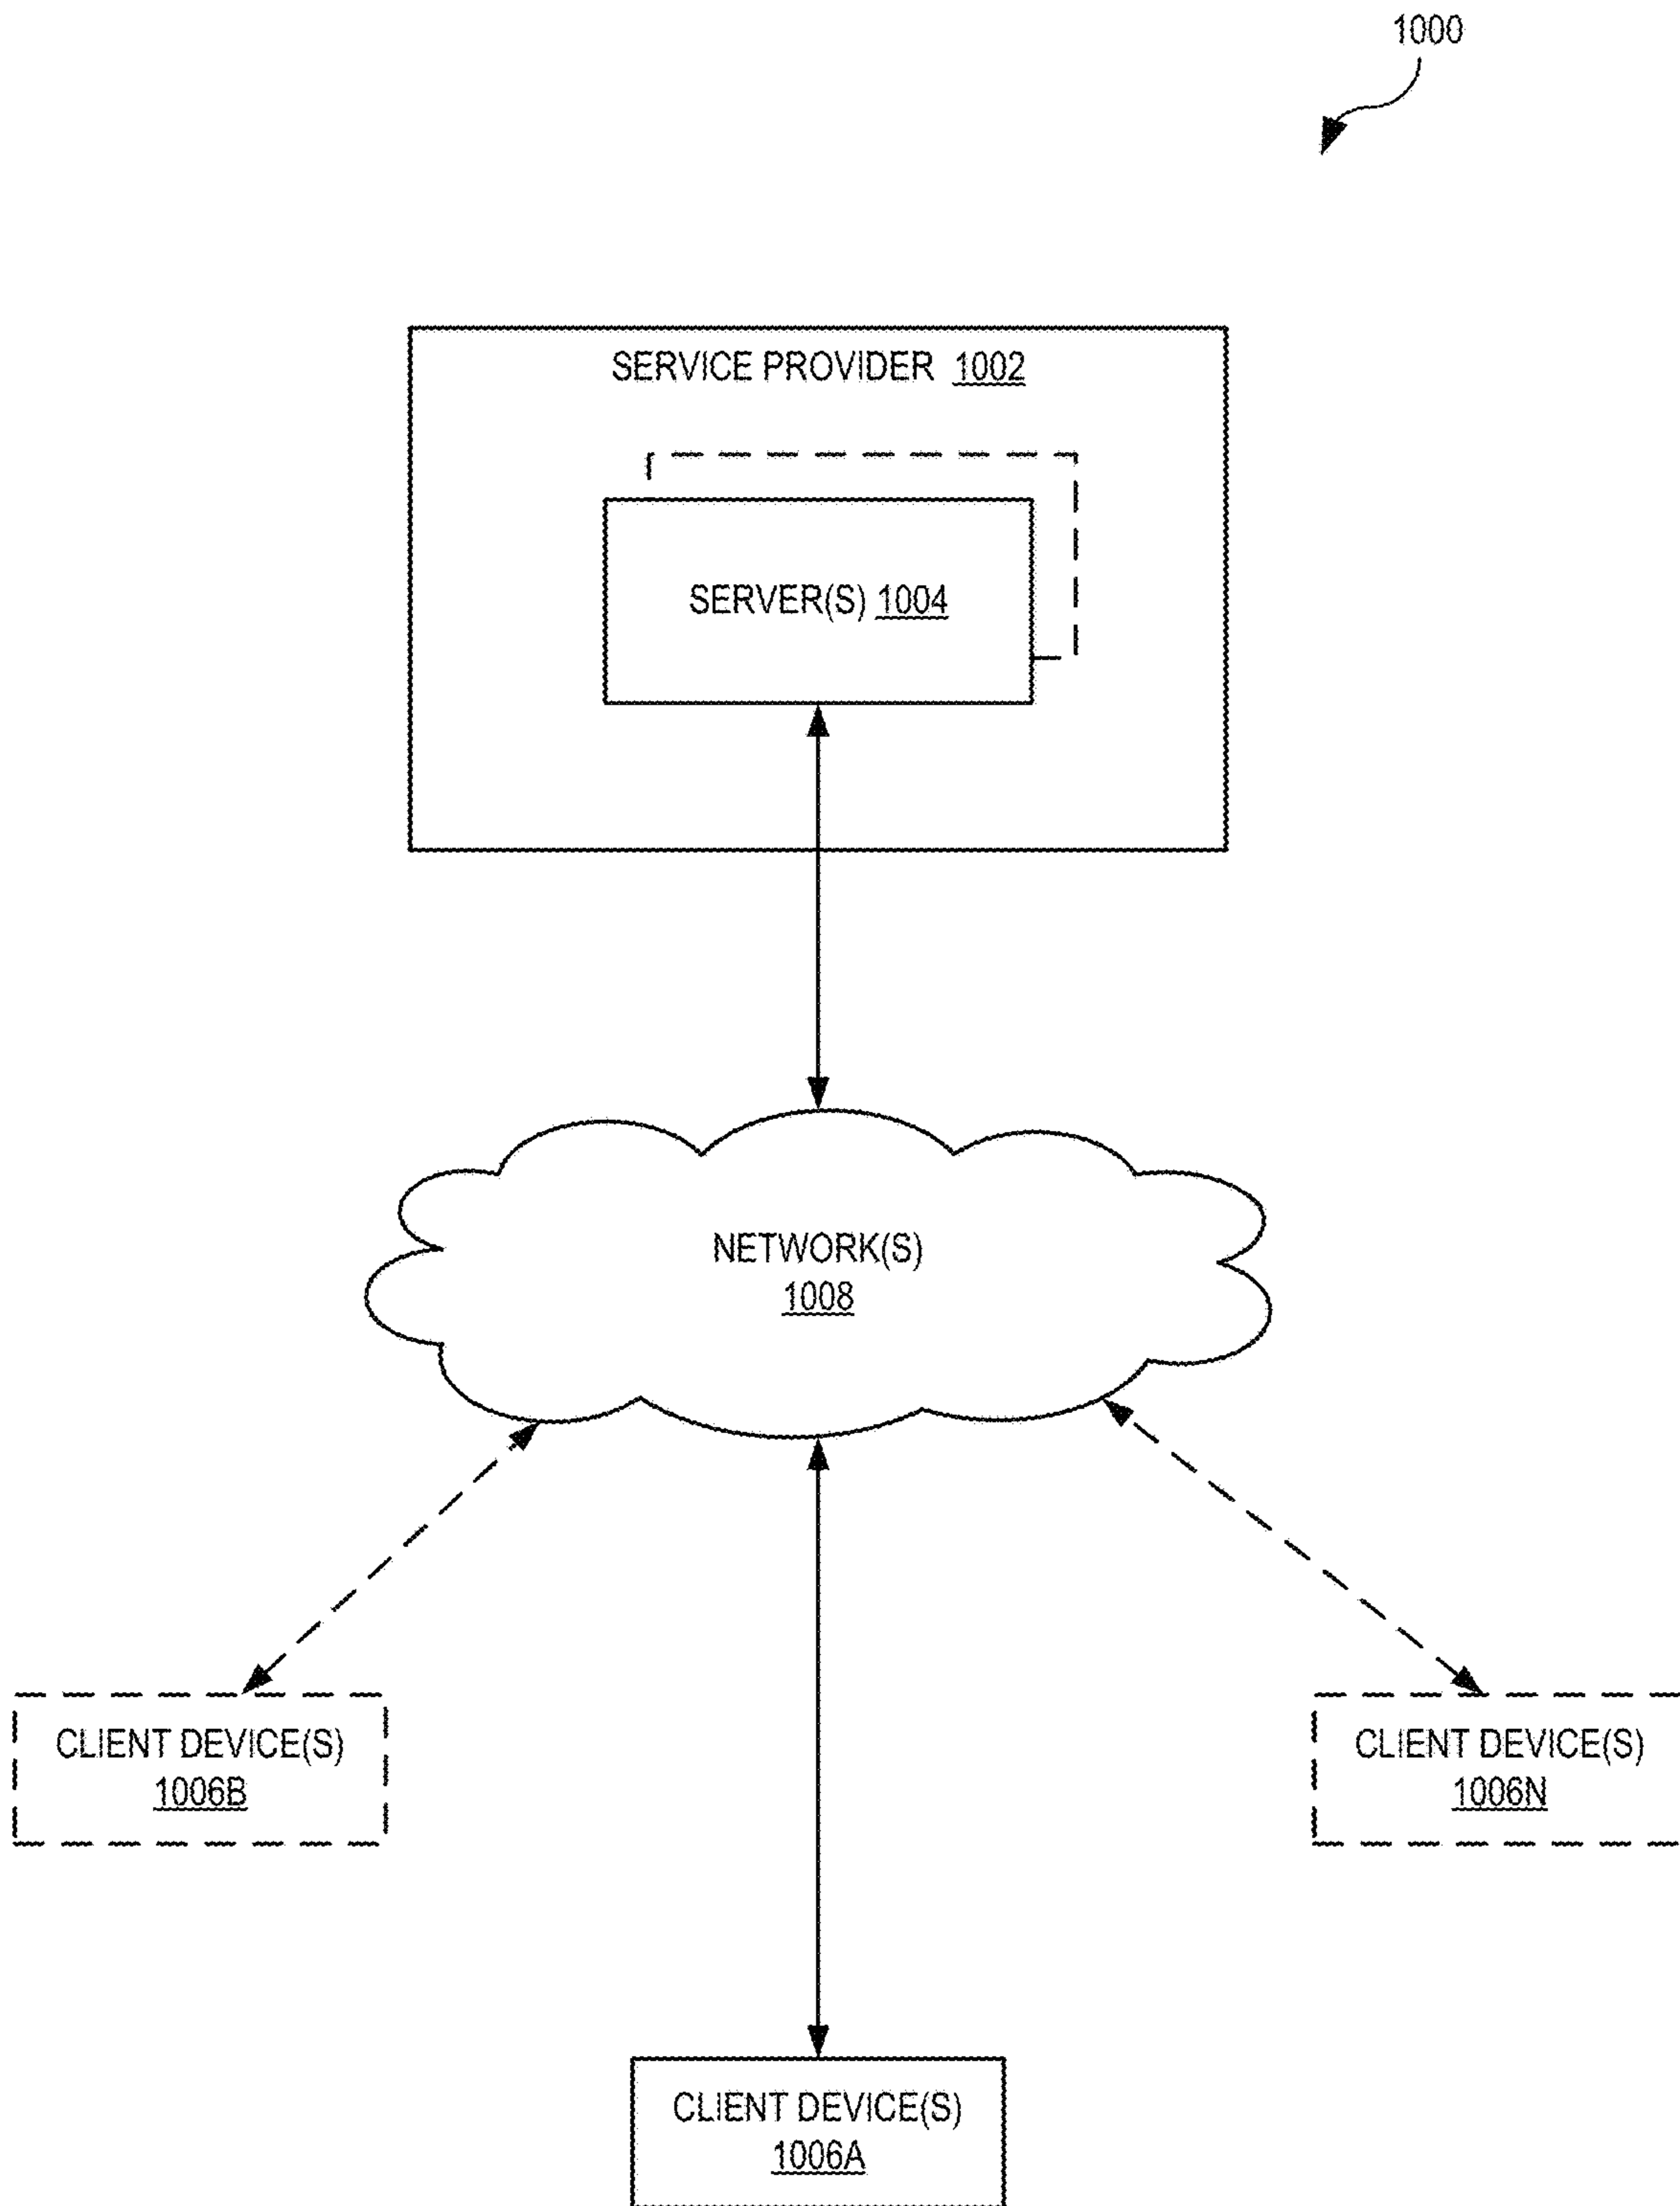 1000
SERVICE PROVIDER 1002
SERVER(S) 1004
NETWORK(S)
1008
CLIENT DEVICE(S)
1006B
CLIENT DEVICE(S)
1006N
CLIENT DEVICE(S)
1006A